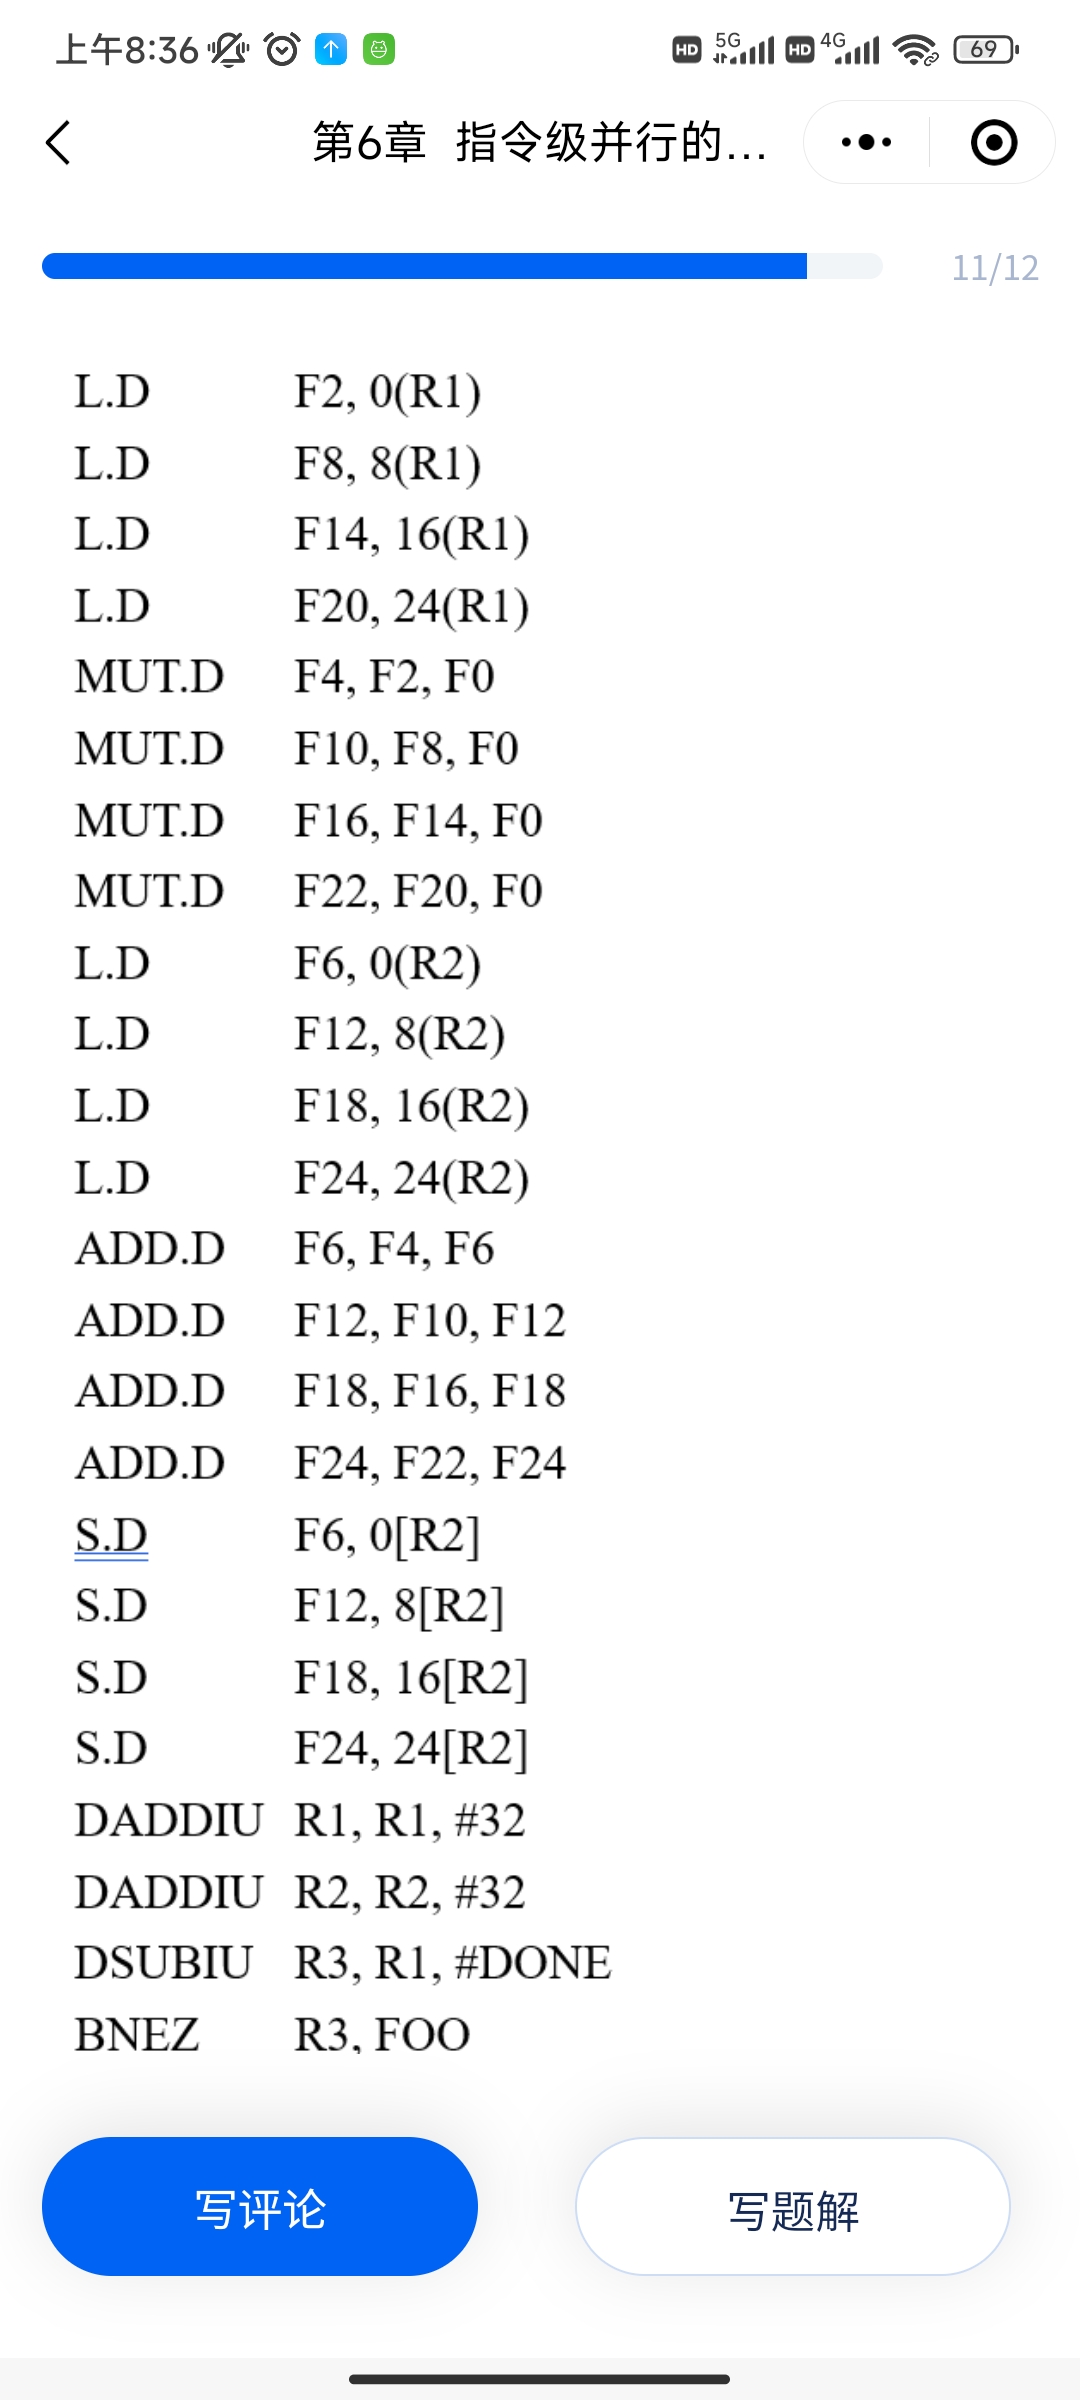 上午8:36 HD 5G HD 4G 69
第6章 指令级并行的...
11/12
L.D F2, 0(R1)
L.D F8, 8(R1)
L.D F14, 16(R1)
L.D F20, 24(R1)
MUT.D F4, F2, F0
MUT.D F10, F8, F0
MUT.D F16, F14, F0
MUT.D F22, F20, F0
L.D F6, 0(R2)
L.D F12, 8(R2)
L.D F18, 16(R2)
L.D F24, 24(R2)
ADD.D F6, F4, F6
ADD.D F12, F10, F12
ADD.D F18, F16, F18
ADD.D F24, F22, F24
S.D F6, 0[R2]
S.D F12, 8[R2]
S.D F18, 16[R2]
S.D F24, 24[R2]
DADDIU R1, R1, #32
DADDIU R2, R2, #32
DSUBIU R3, R1, #DONE
BNEZ R3, FOO
写评论 写题解